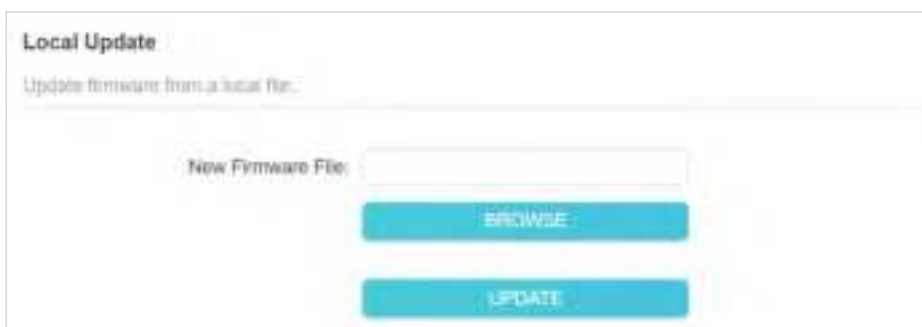 Local Update
Update firmware from a local file.
New Firmware File:
BROWSE
UPDATE